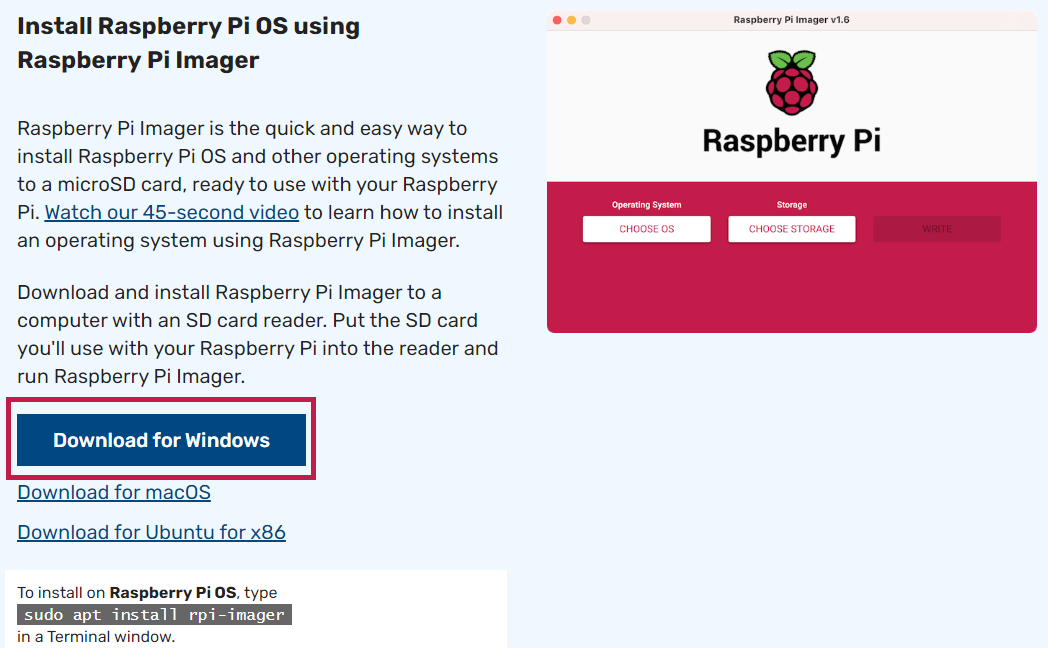 Install Raspberry Pi OS using
Raspberry Pi Imager
Raspberry Pi Imager is the quick and easy way to
install Raspberry Pi OS and other operating systems
to a microSD card, ready to use with your Raspberry
Pi. Watch our 45-second video to learn how to install
an operating system using Raspberry Pi Imager.
Download and install Raspberry Pi Imager to a
computer with an SD card reader. Put the SD card
you'll use with your Raspberry Pi into the reader and
run Raspberry Pi Imager.
Download for Windows
Download for macOS
Download for Ubuntu for x86
To install on Raspberry Pi OS, type
sudo apt install rpi-imager
in a Terminal window.
Raspberry Pi Imager v1.6
Raspberry Pi
Operating System
CHOOSE OS
Storage
CHOOSE STORAGE
WRITE